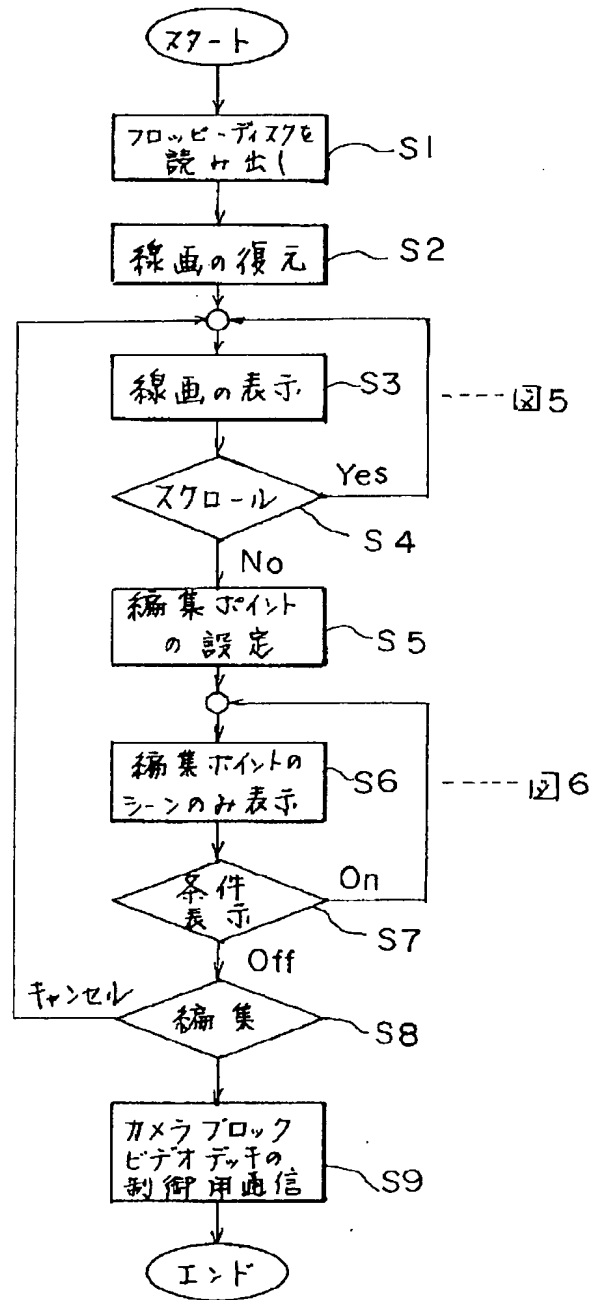 スタート
フロッピーディスクを
読み出し
S1
線画の復元
S2
線画の表示
S3
図5
スクロール
Yes
S4
No
編集ポイント
の設定
S5
編集ポイントの
シーンのみ表示
S6
図6
条件
表示
On
S7
Off
キャンセル
編集
S8
カメラブロック
ビデオデッキの
制御用通信
S9
エンド